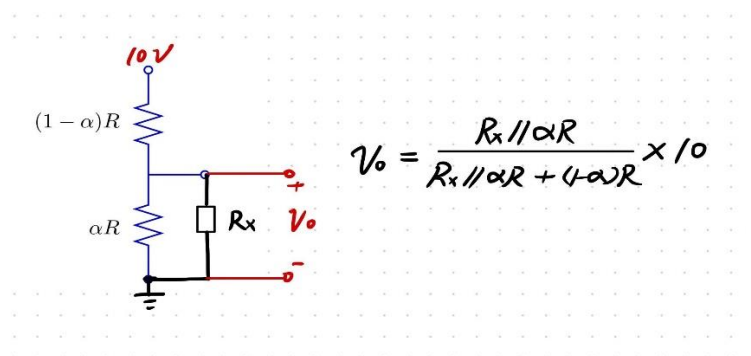 10V
(1 − α)R
αR
Rx
+
Vo
-
Vo = Rx//αR / Rx//αR + (1-α)R × 10